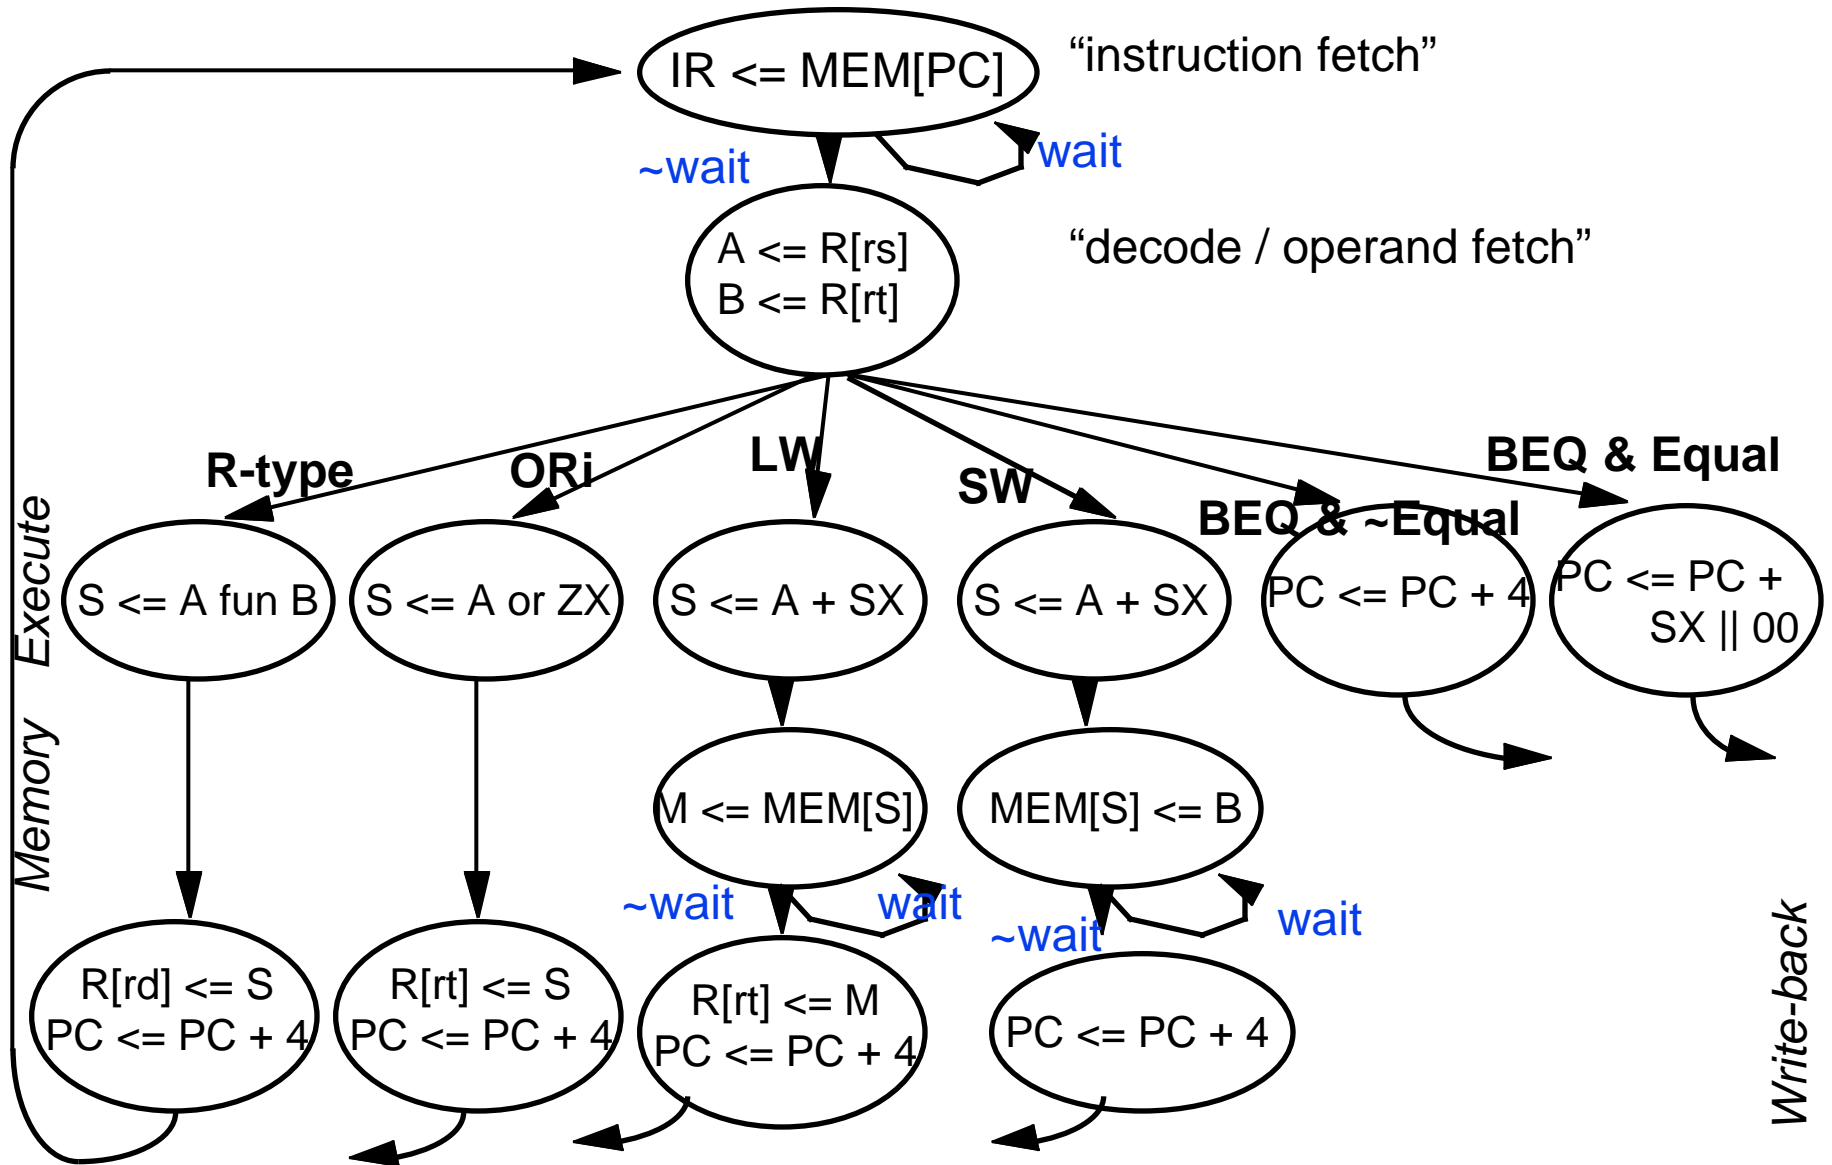 IR <= MEM[PC]
“instruction fetch”
~wait
wait
A <= R[rs]
B <= R[rt]
“decode / operand fetch”
R-type
ORi
LW
SW
BEQ & ~Equal
BEQ & Equal
Execute
S <= A fun B
S <= A or ZX
S <= A + SX
S <= A + SX
PC <= PC + 4
PC <= PC +
SX || 00
Memory
M <= MEM[S]
MEM[S] <= B
~wait
wait
~wait
wait
R[rd] <= S
PC <= PC + 4
R[rt] <= S
PC <= PC + 4
R[rt] <= M
PC <= PC + 4
PC <= PC + 4
Write-back